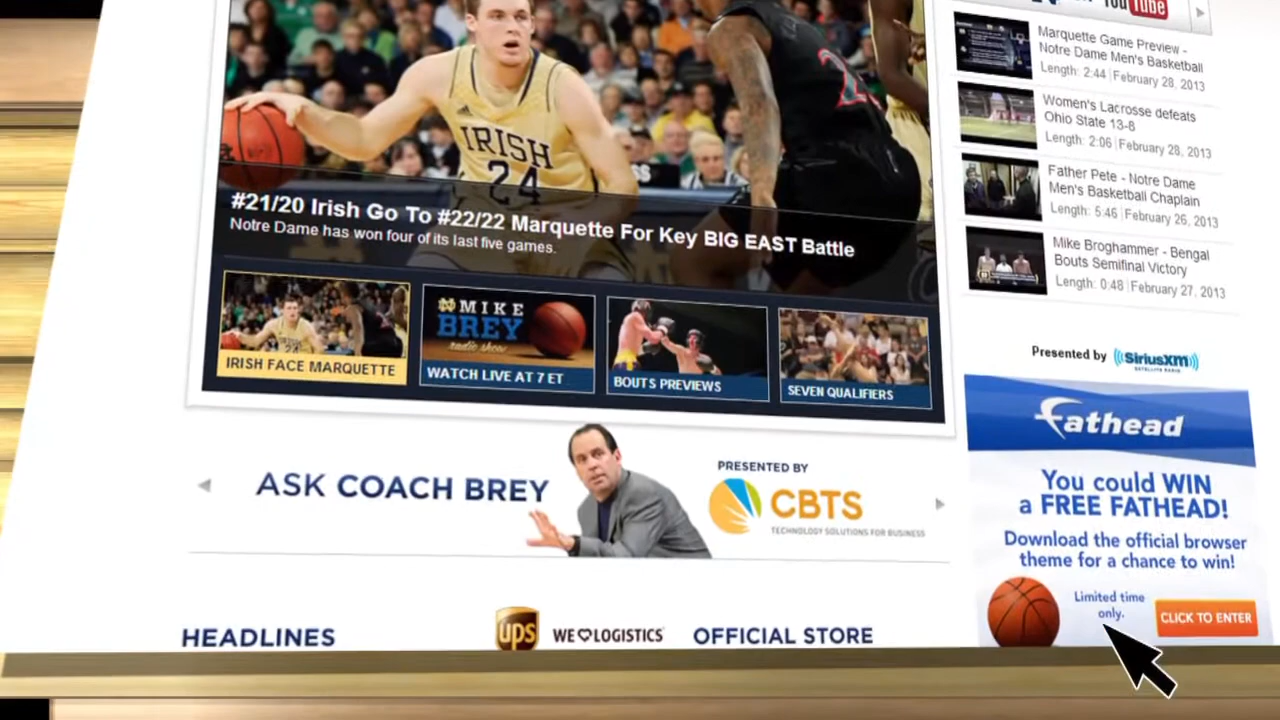 YouTube
Marquette Game Preview -
Notre Dame Men's Basketball
Length: 2:44 | February 28, 2013
Women's Lacrosse defeats
Ohio State 13-8
Length: 2:06 | February 28, 2013
Father Pete - Notre Dame
Men's Basketball Chaplain
Length: 5:46 | February 26, 2013
Mike Broghammer - Bengal
Bouts Semifinal Victory
Length: 0:48 | February 27, 2013
IRISH
24
#21/20 Irish Go To #22/22 Marquette For Key BIG EAST Battle
Notre Dame has won four of its last five games.
IRISH FACE MARQUETTE
MIKE
BREY
radio show
WATCH LIVE AT 7 ET
BOUTS PREVIEWS
SEVEN QUALIFIERS
Presented by SiriusXM
SATELLITE RADIO
Fathead
You could WIN
a FREE FATHEAD!
Download the official browser
theme for a chance to win!
Limited time
only.
CLICK TO ENTER
ASK COACH BREY
PRESENTED BY
CBTS
TECHNOLOGY SOLUTIONS FOR BUSINESS
HEADLINES
ups
WE LOGISTICS
OFFICIAL STORE